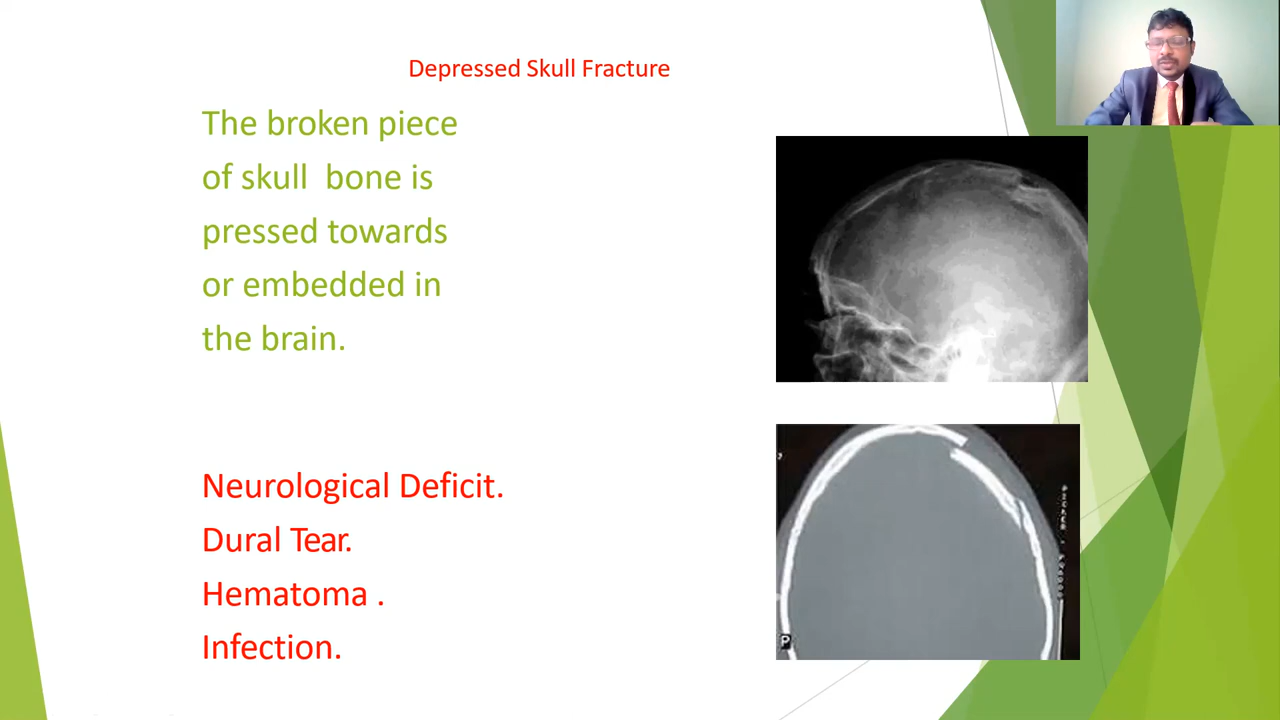 Depressed Skull Fracture
The broken piece
of skull bone is
pressed towards
or embedded in
the brain.
Neurological Deficit.
Dural Tear.
Hematoma .
Infection.
P